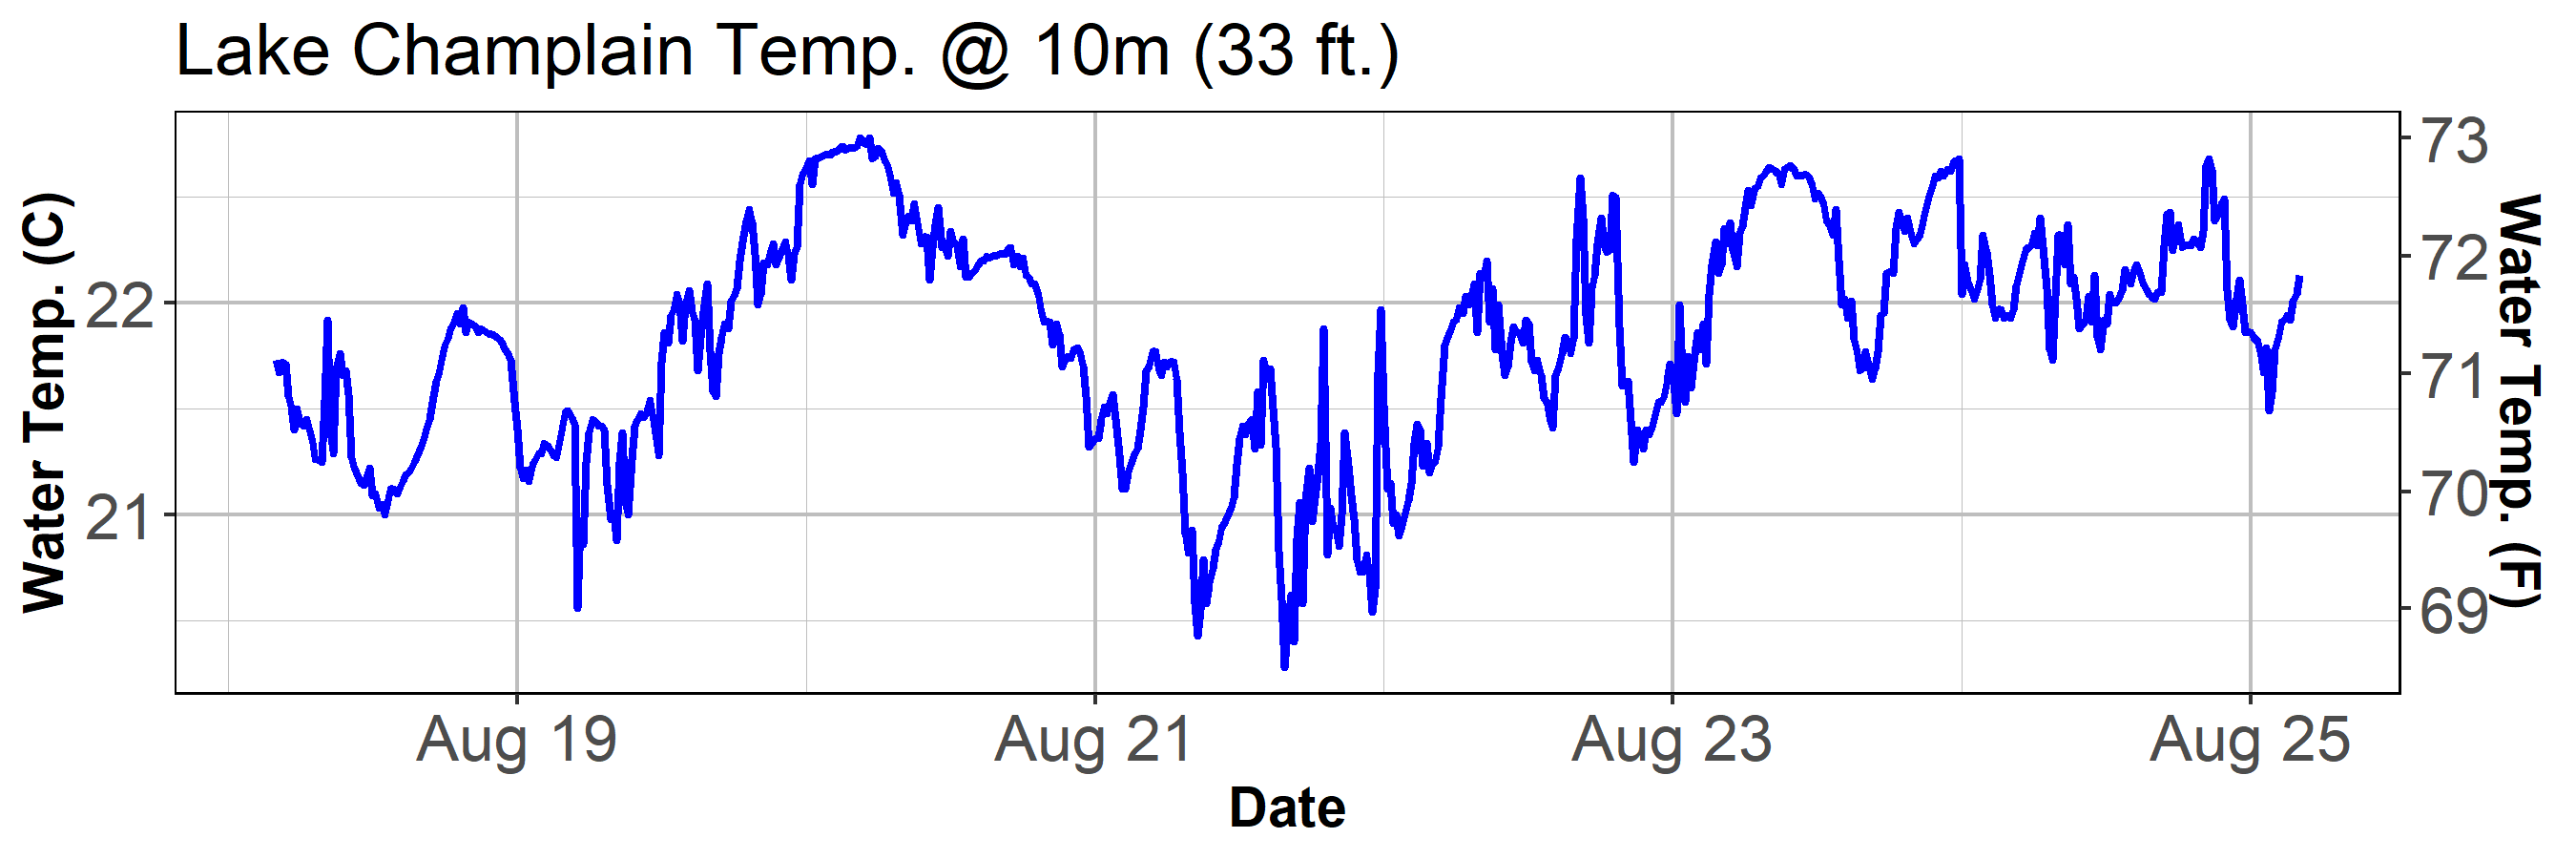 Lake Champlain Temp. @ 10m (33 ft.)
Water Temp. (C)
22
21
73
72
71
70
69
Water Temp. (F)
Aug 19
Aug 21
Aug 23
Aug 25
Date